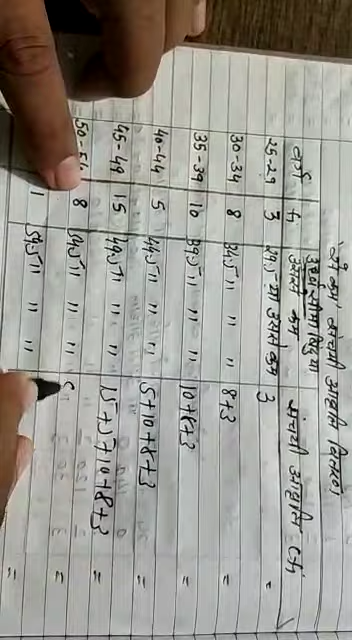 से कम संचयी आवृत्ति वितरण
वर्ग f उच्च सीमा बिंदु या उससे कम संचयी आवृत्ति Cf
25-29 3 29.5 या उससे कम 3 =
30-34 8 34.5 " " " 8+3 =
35-39 10 39.5 " " " 10+8+3 =
40-44 5 44.5 " " " 5+10+8+3 =
45-49 15 49.5 " " " 15+5+10+8+3 =
50-54 8 54.5 " " " =
1 " " " =